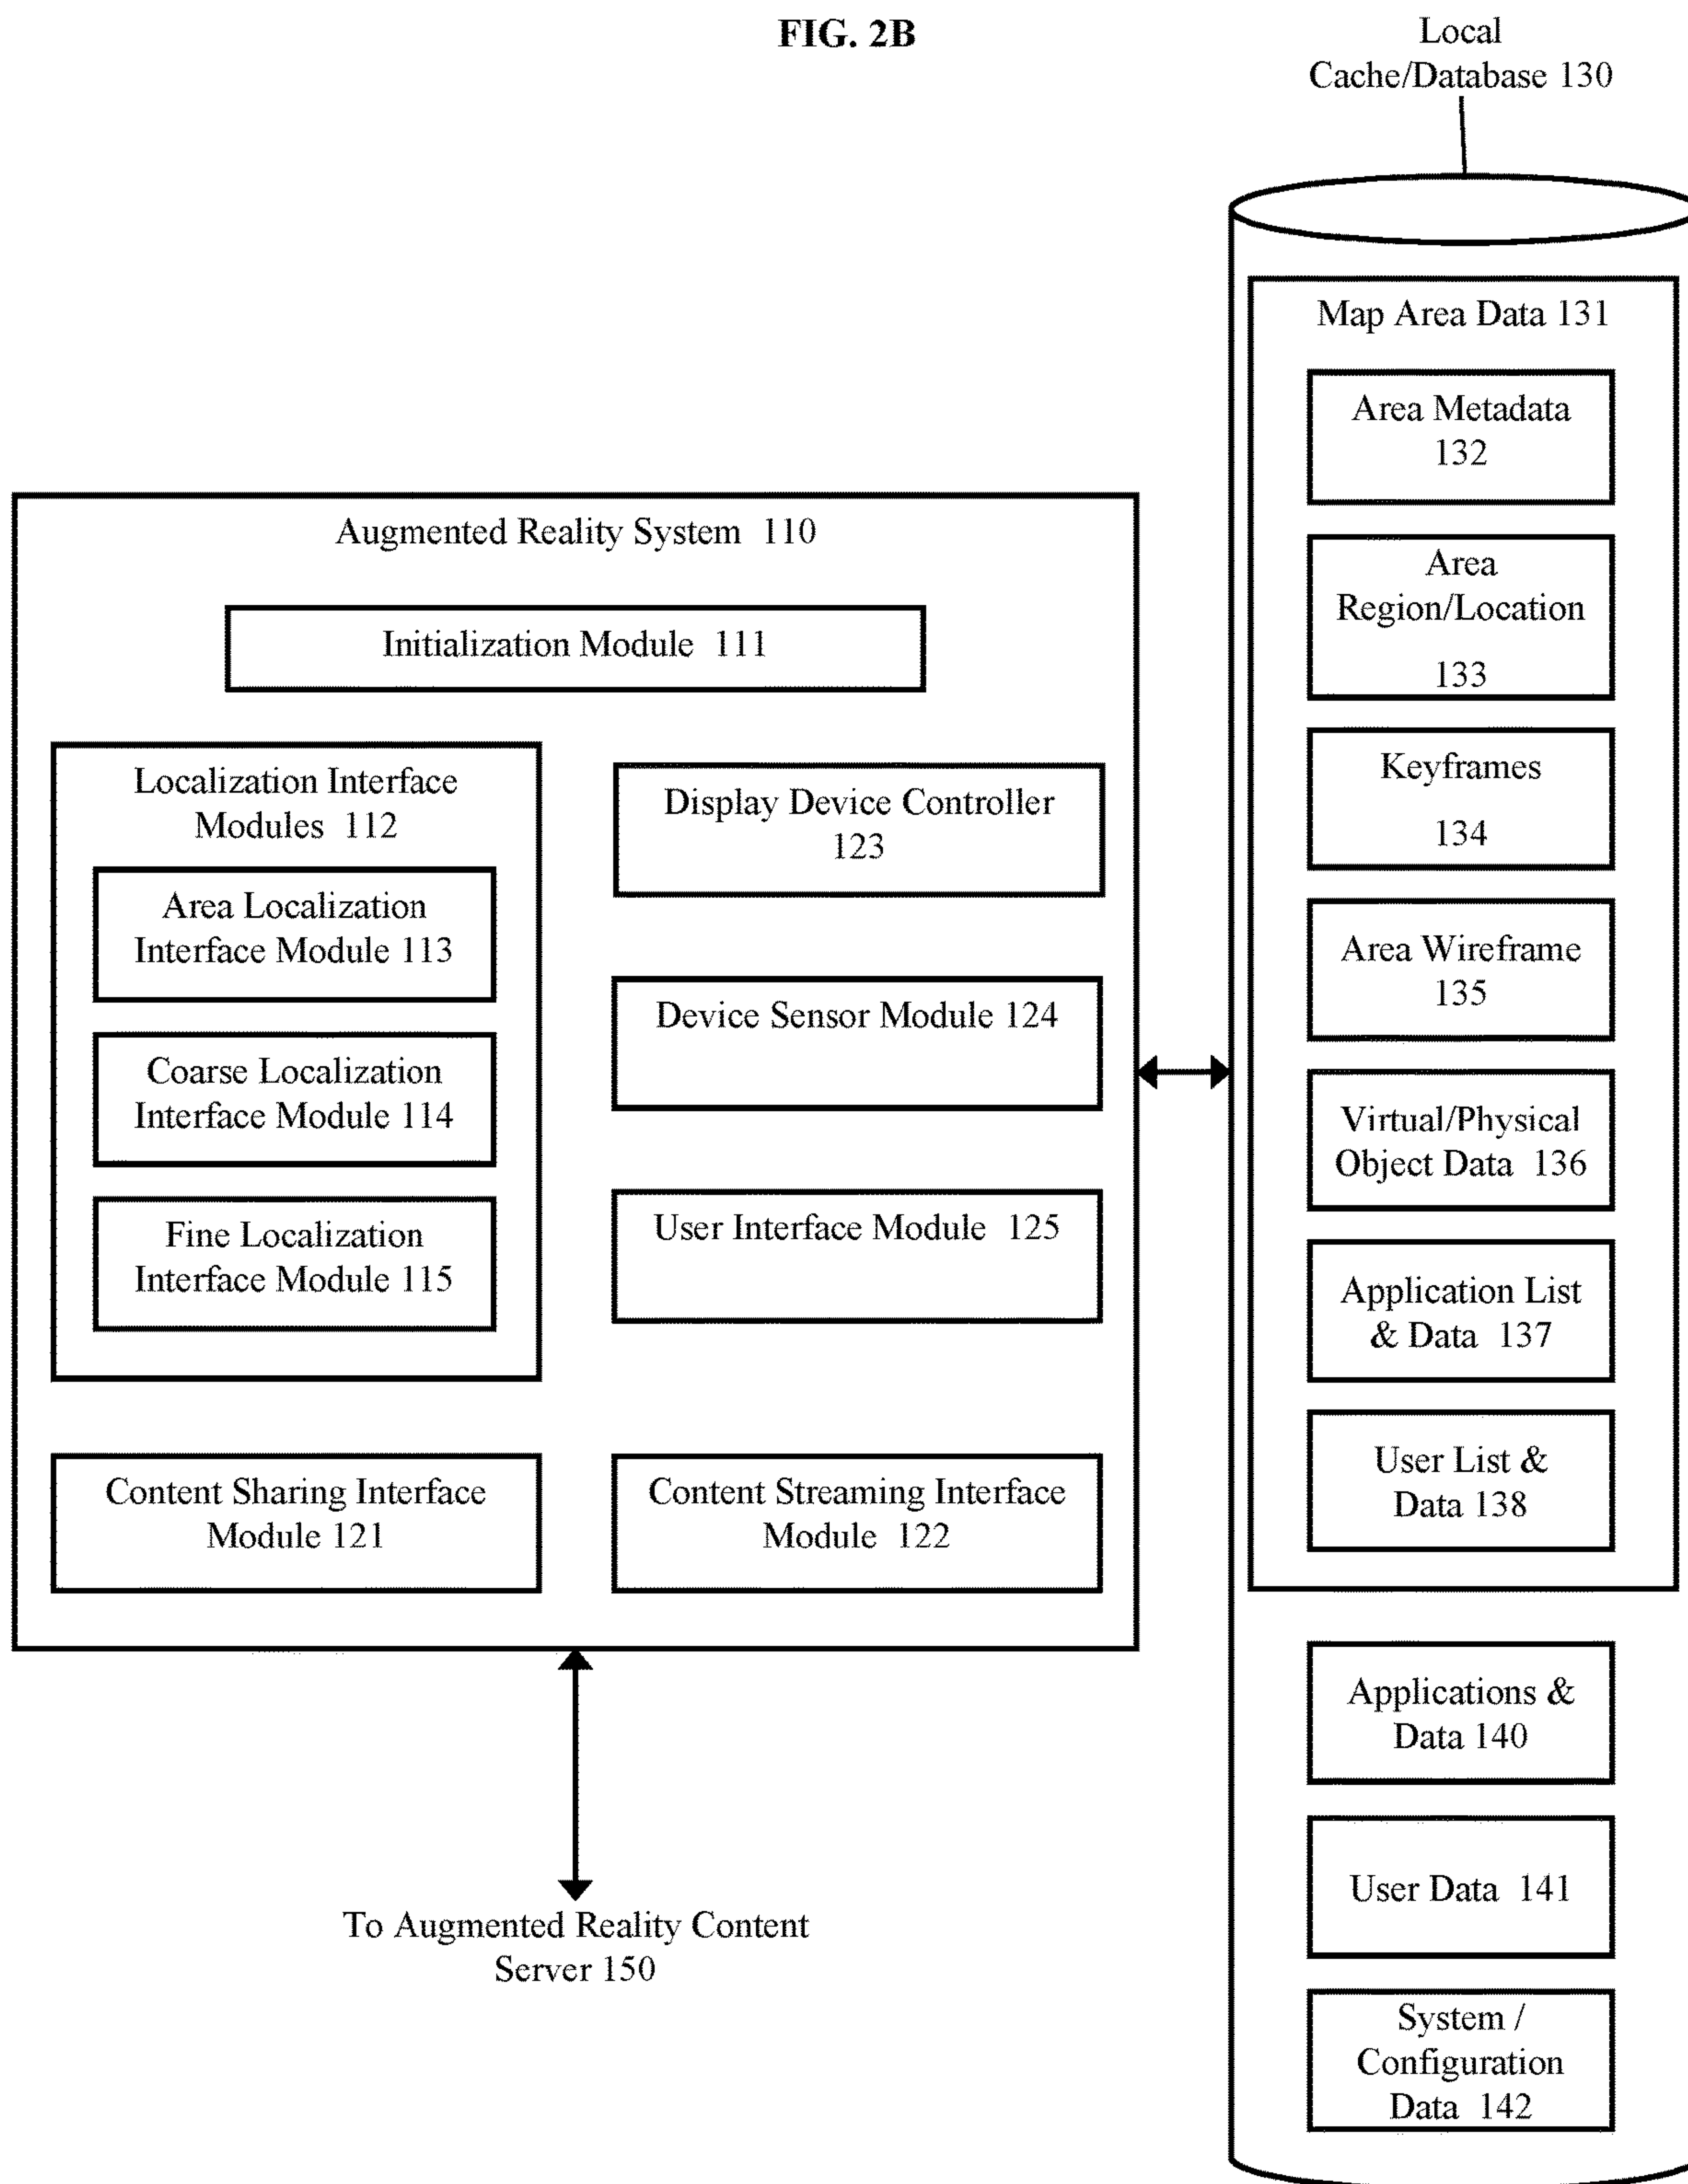 FIG. 2B
Local
Cache/Database 130
Augmented Reality System 110
Initialization Module 111
Localization Interface
Modules 112
Area Localization
Interface Module 113
Coarse Localization
Interface Module 114
Fine Localization
Interface Module 115
Display Device Controller
123
Device Sensor Module 124
User Interface Module 125
Content Sharing Interface
Module 121
Content Streaming Interface
Module 122
To Augmented Reality Content
Server 150
Map Area Data 131
Area Metadata
132
Area
Region/Location
133
Keyframes
134
Area Wireframe
135
Virtual/Physical
Object Data 136
Application List
& Data 137
User List &
Data 138
Applications &
Data 140
User Data 141
System /
Configuration
Data 142